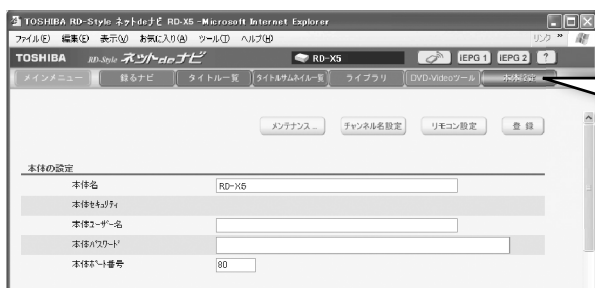 TOSHIBA RD-Style ネットdeナビ RD-X5 -Microsoft Internet Explorer
ファイル(F) 編集(E) 表示(V) お気に入り(A) ツール(T) ヘルプ(H) リンク »
TOSHIBA RD-Style ネットdeナビ RD-X5 iEPG 1 iEPG 2 ?
メインメニュー 録るナビ タイトル一覧 タイトルサムネイル一覧 ライブラリ DVD-Videoツール 本体設定
メンテナンス... チャンネル名設定 リモコン設定 登 録
本体の設定
本体名 RD-X5
本体セキュリティ
本体ユーザー名
本体パスワード
本体ポート番号 80